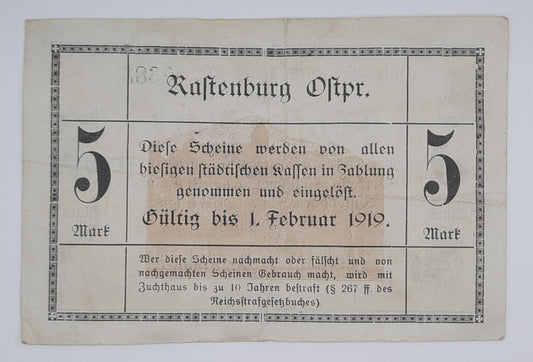 Raſtenburg Oſtpr.
5
Mark
Dieſe Scheine werden von allen
hieſigen ſtädtiſchen Kaſſen in Zahlung
genommen und eingelöſt.
Gültig bis 1. Februar 1919.
5
Mark
Wer dieſe Scheine nachmacht oder fälſcht und von
nachgemachten Scheinen Gebrauch macht, wird mit
Zuchthaus bis zu 10 Jahren beſtraft (§ 267 ff. des
Reichsſtrafgeſetzbuches).